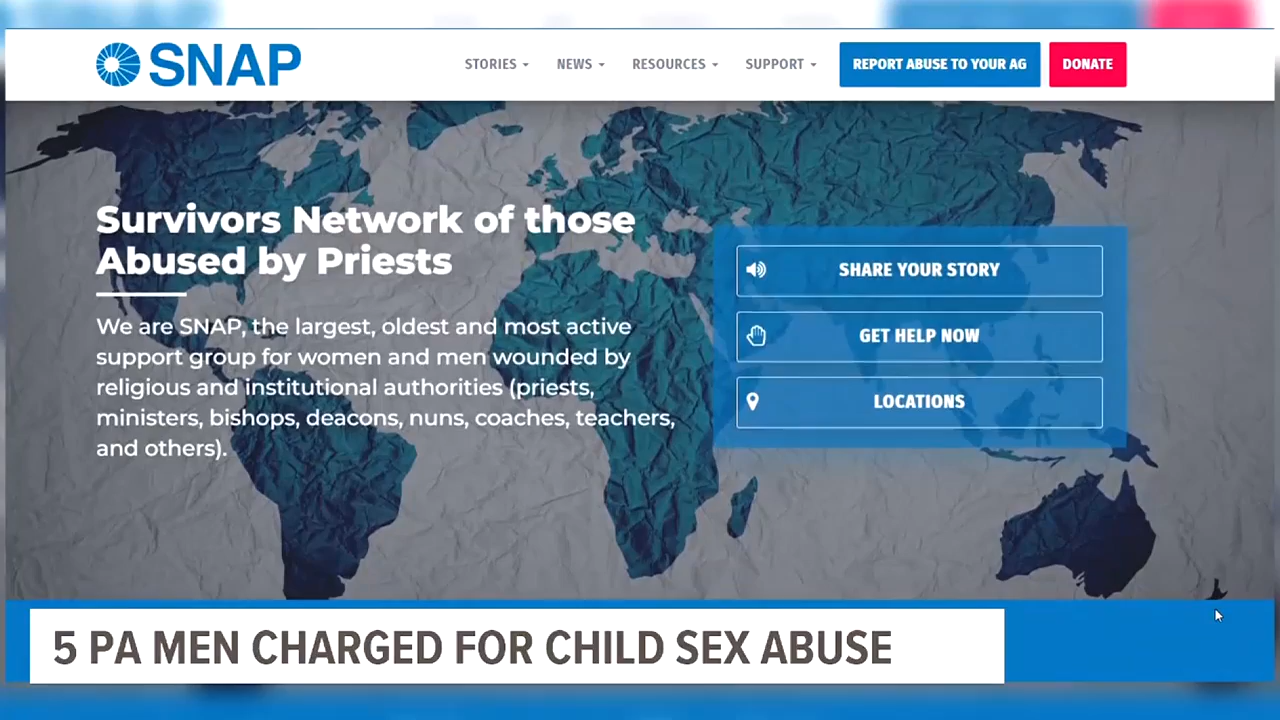 SNAP
STORIES
NEWS
RESOURCES
SUPPORT
REPORT ABUSE TO YOUR AG
DONATE
Survivors Network of those
Abused by Priests
We are SNAP, the largest, oldest and most active
support group for women and men wounded by
religious and institutional authorities (priests,
ministers, bishops, deacons, nuns, coaches, teachers,
and others).
SHARE YOUR STORY
GET HELP NOW
LOCATIONS
5 PA MEN CHARGED FOR CHILD SEX ABUSE